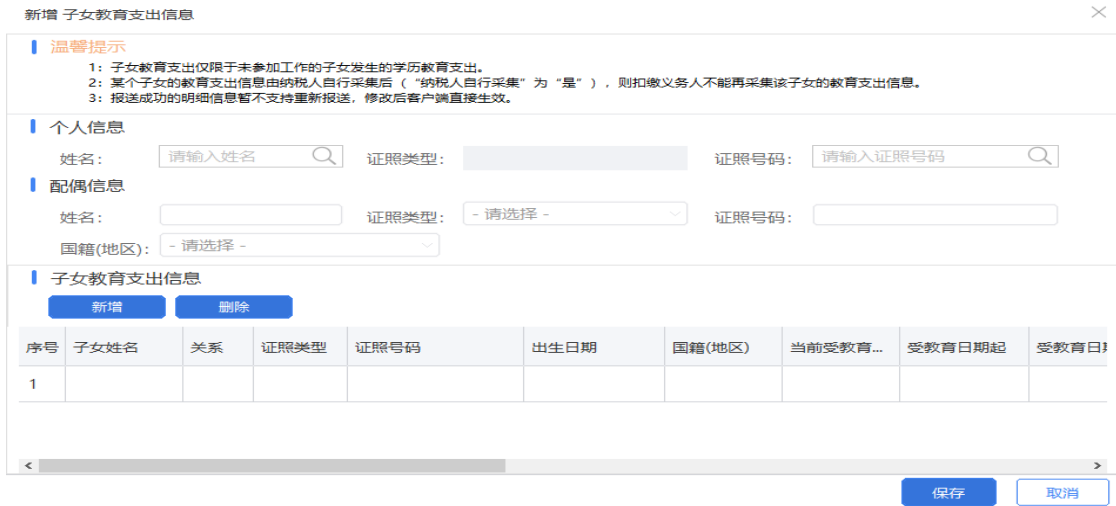 新增 子女教育支出信息
温馨提示
1：子女教育支出仅限于未参加工作的子女发生的学历教育支出。
2：某个子女的教育支出信息由纳税人自行采集后（“纳税人自行采集”为“是”），则扣缴义务人不能再采集该子女的教育支出信息。
3：报送成功的明细信息暂不支持重新报送，修改后客户端直接生效。
个人信息
姓名： 请输入姓名 证照类型： 证照号码： 请输入证照号码
配偶信息
姓名： 证照类型： - 请选择 - 证照号码：
国籍(地区)： - 请选择 -
子女教育支出信息
新增 删除
序号 子女姓名 关系 证照类型 证照号码 出生日期 国籍(地区) 当前受教育... 受教育日期起 受教育日
1
保存 取消